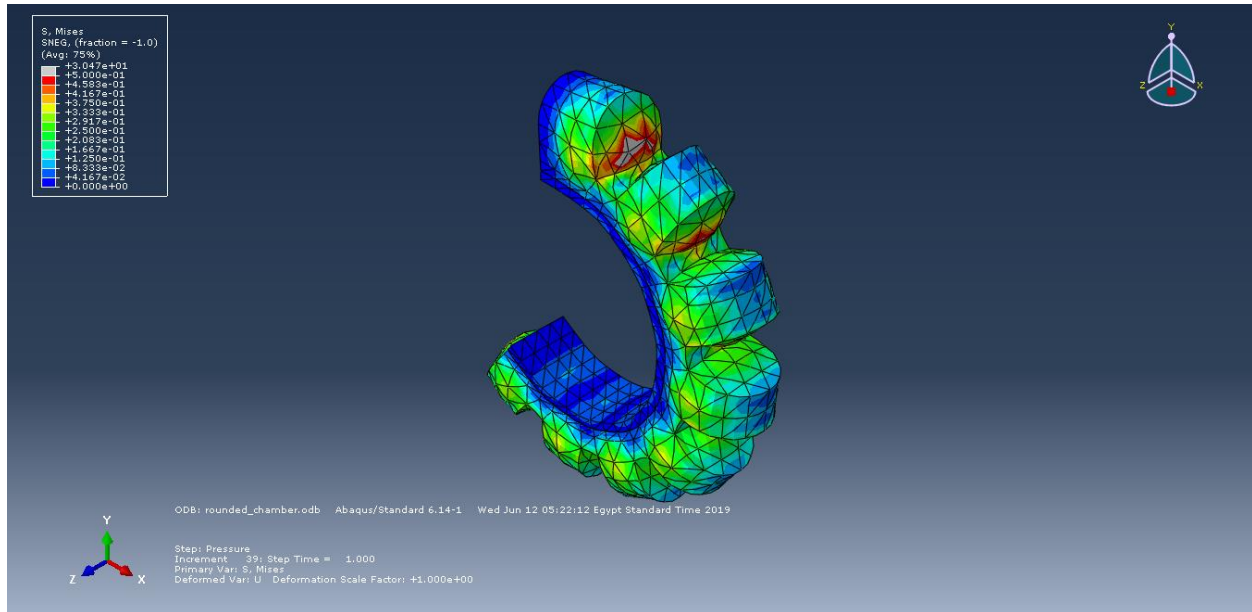 S, Mises
SNEG, (fraction = -1.0)
(Avg: 75%)
+3.047e+01
+5.000e-01
+4.583e-01
+4.167e-01
+3.750e-01
+3.333e-01
+2.917e-01
+2.500e-01
+2.083e-01
+1.667e-01
+1.250e-01
+8.333e-02
+4.167e-02
+0.000e+00
Y
Z
X
ODB: rounded_chamber.odb    Abaqus/Standard 6.14-1    Wed Jun 12 05:22:12 Egypt Standard Time 2019
Y
Z
X
Step: Pressure
Increment    39: Step Time =    1.000
Primary Var: S, Mises
Deformed Var: U   Deformation Scale Factor: +1.000e+00